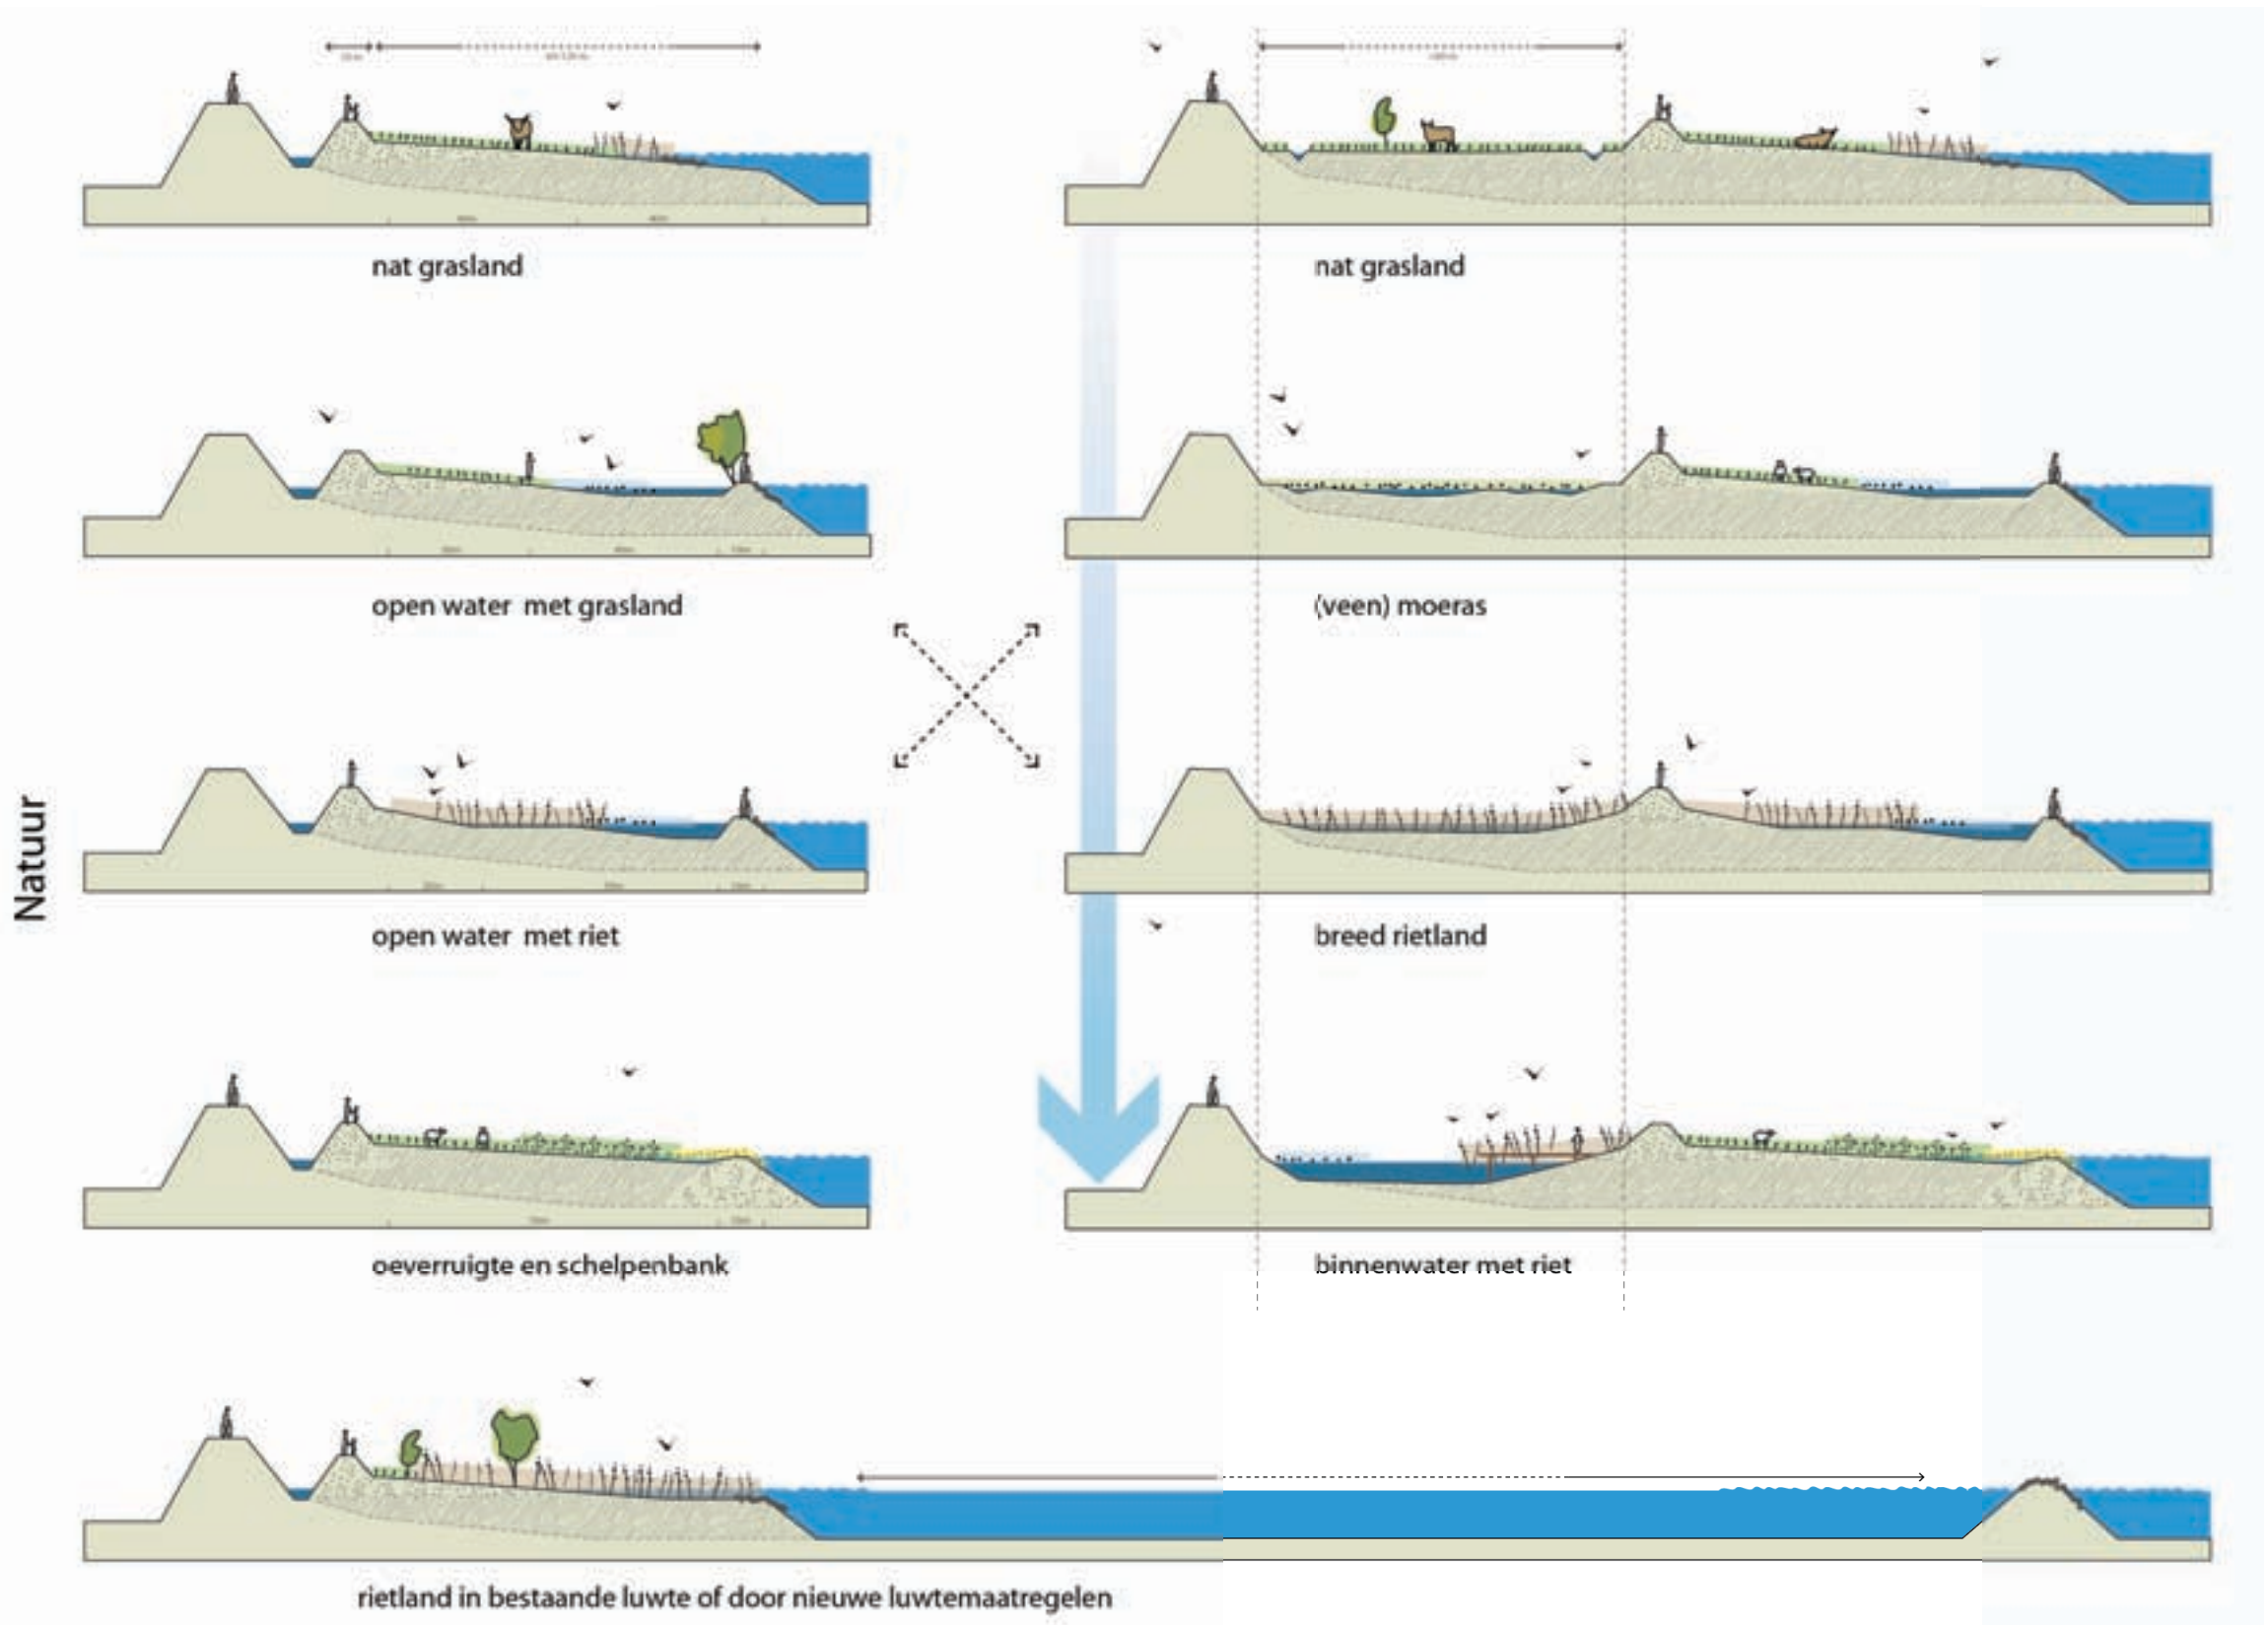 nat grasland
nat grasland
open water met grasland
(veen) moeras
Natuur
open water met riet
breed rietland
oeverruigte en schelpenbank
binnenwater met riet
rietland in bestaande luwte of door nieuwe luwtemaatregelen